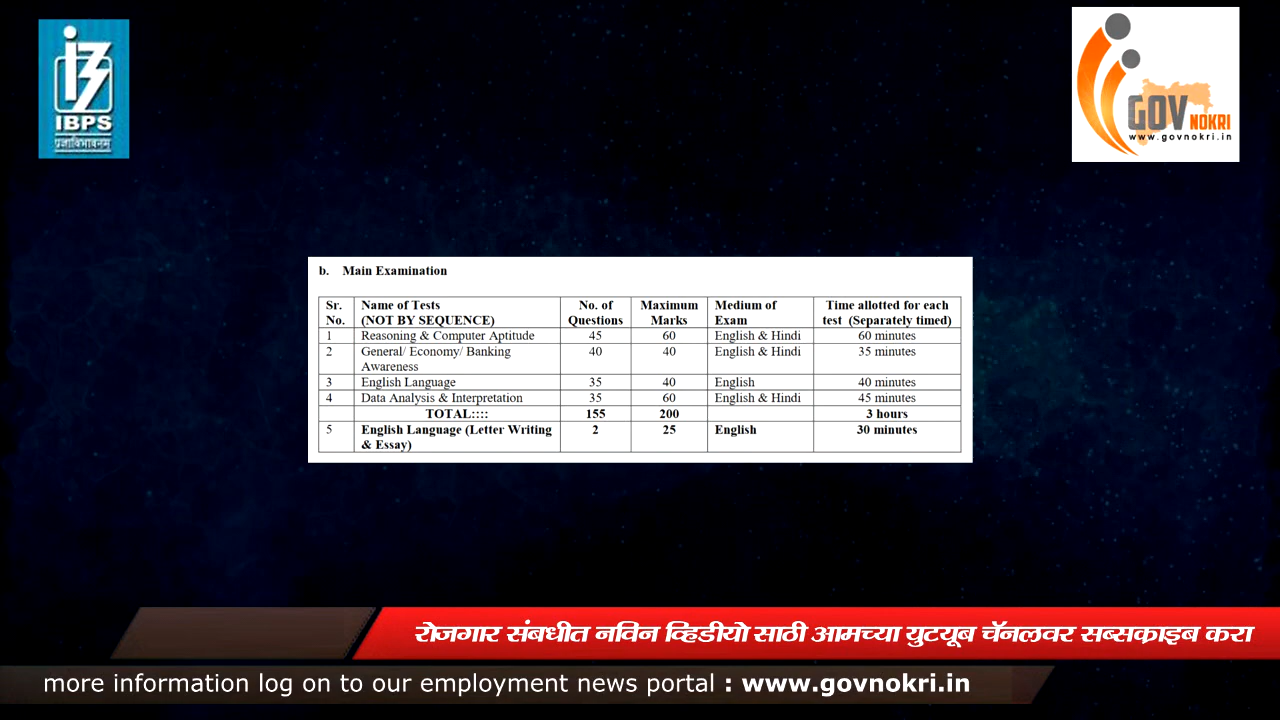 IBPS
GOV NOKRI
www.govnokri.in
b. Main Examination
Sr. No. Name of Tests (NOT BY SEQUENCE) No. of Questions Maximum Marks Medium of Exam Time allotted for each test (Separately timed)
1 Reasoning & Computer Aptitude 45 60 English & Hindi 60 minutes
2 General/ Economy/ Banking Awareness 40 40 English & Hindi 35 minutes
3 English Language 35 40 English 40 minutes
4 Data Analysis & Interpretation 35 60 English & Hindi 45 minutes
TOTAL:::: 155 200 3 hours
5 English Language (Letter Writing & Essay) 2 25 English 30 minutes
रोजगार संबधीत नविन व्हिडीयो साठी आमच्या युटयूब चॅनलवर सब्सक्राइब करा
more information log on to our employment news portal : www.govnokri.in